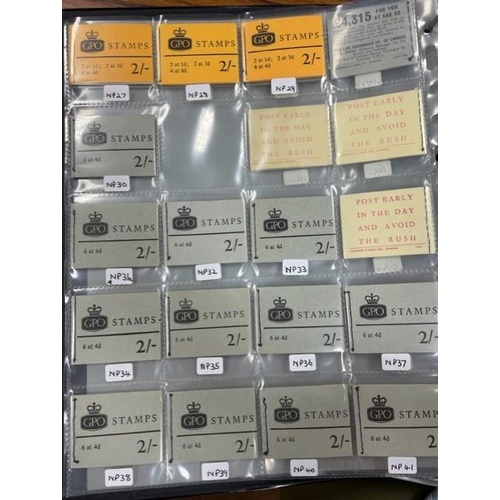 GPO STAMPS
2 at 1d; 2 at 3d
4 at 4d 2/-
NP27
GPO STAMPS
2 at 1d; 2 at 3d
4 at 4d 2/-
NP28
GPO STAMPS
2 at 1d; 2 at 3d
4 at 4d 2/-
NP29
£4,315 FOR YOU
AT AGE 55
GPO STAMPS
6 at 4d 2/-
NP30
POST EARLY
IN THE DAY
AND AVOID
THE RUSH
POST EARLY
IN THE DAY
AND AVOID
THE RUSH
GPO STAMPS
6 at 4d 2/-
NP31
GPO STAMPS
6 at 4d 2/-
NP32
GPO STAMPS
6 at 4d 2/-
NP33
POST EARLY
IN THE DAY
AND AVOID
THE RUSH
GPO STAMPS
6 at 4d 2/-
NP34
GPO STAMPS
6 at 4d 2/-
NP35
GPO STAMPS
6 at 4d 2/-
NP36
GPO STAMPS
6 at 4d 2/-
NP37
GPO STAMPS
6 at 4d 2/-
NP38
GPO STAMPS
6 at 4d 2/-
NP39
GPO STAMPS
6 at 4d 2/-
NP40
GPO STAMPS
6 at 4d 2/-
NP41